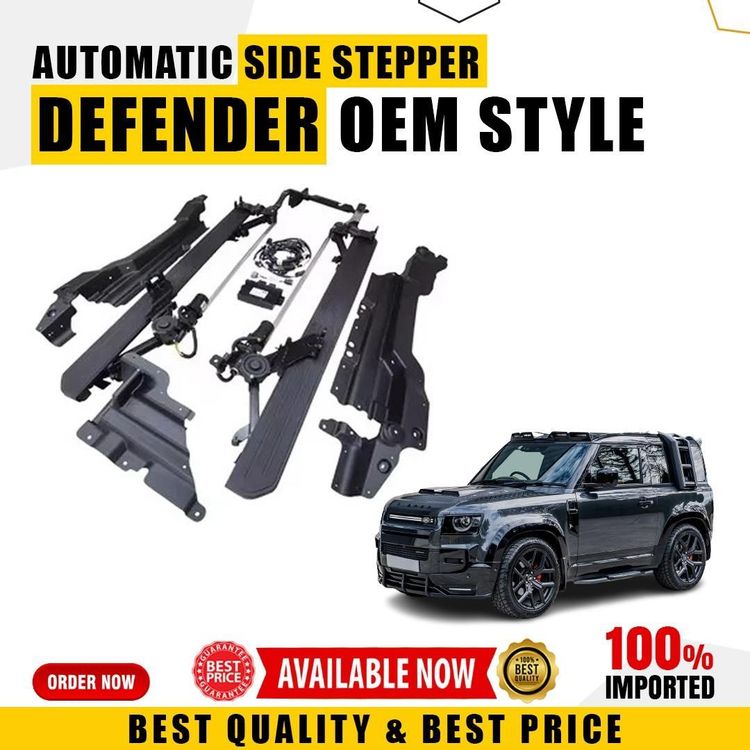 AUTOMATIC SIDE STEPPER
DEFENDER OEM STYLE
ORDER NOW
GUARANTEE
BEST
PRICE
GUARANTEE
AVAILABLE NOW
100%
BEST
QUALITY
100%
IMPORTED
BEST QUALITY & BEST PRICE